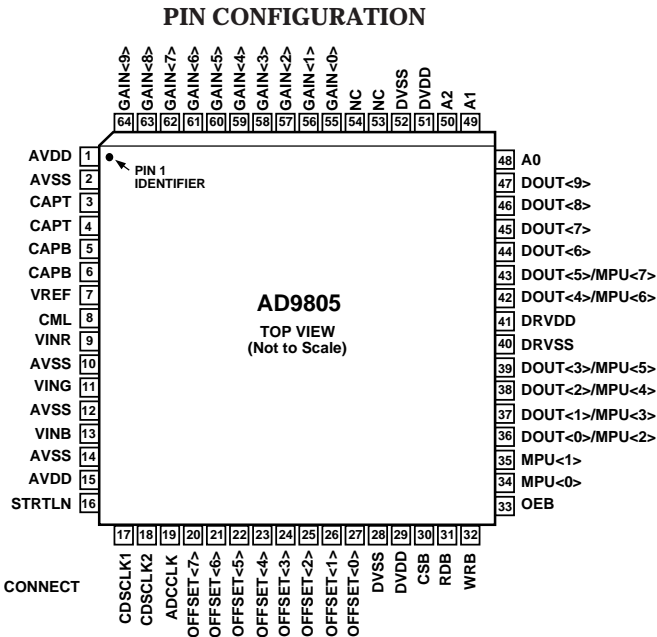 PIN CONFIGURATION
GAIN<9>
GAIN<8>
GAIN<7>
GAIN<6>
GAIN<5>
GAIN<4>
GAIN<3>
GAIN<2>
GAIN<1>
GAIN<0>
NC
NC
DVSS
DVDD
A2
A1
64 63 62 61 60 59 58 57 56 55 54 53 52 51 50 49
AVDD 1
AVSS 2
CAPT 3
CAPT 4
CAPB 5
CAPB 6
VREF 7
CML 8
VINR 9
AVSS 10
VING 11
AVSS 12
VINB 13
AVSS 14
AVDD 15
STRTLN 16
PIN 1
IDENTIFIER
AD9805
TOP VIEW
(Not to Scale)
48 A0
47 DOUT<9>
46 DOUT<8>
45 DOUT<7>
44 DOUT<6>
43 DOUT<5>/MPU<7>
42 DOUT<4>/MPU<6>
41 DRVDD
40 DRVSS
39 DOUT<3>/MPU<5>
38 DOUT<2>/MPU<4>
37 DOUT<1>/MPU<3>
36 DOUT<0>/MPU<2>
35 MPU<1>
34 MPU<0>
33 OEB
17 18 19 20 21 22 23 24 25 26 27 28 29 30 31 32
CDSCLK1
CDSCLK2
ADCCLK
OFFSET<7>
OFFSET<6>
OFFSET<5>
OFFSET<4>
OFFSET<3>
OFFSET<2>
OFFSET<1>
OFFSET<0>
DVSS
DVDD
CSB
RDB
WRB
CONNECT